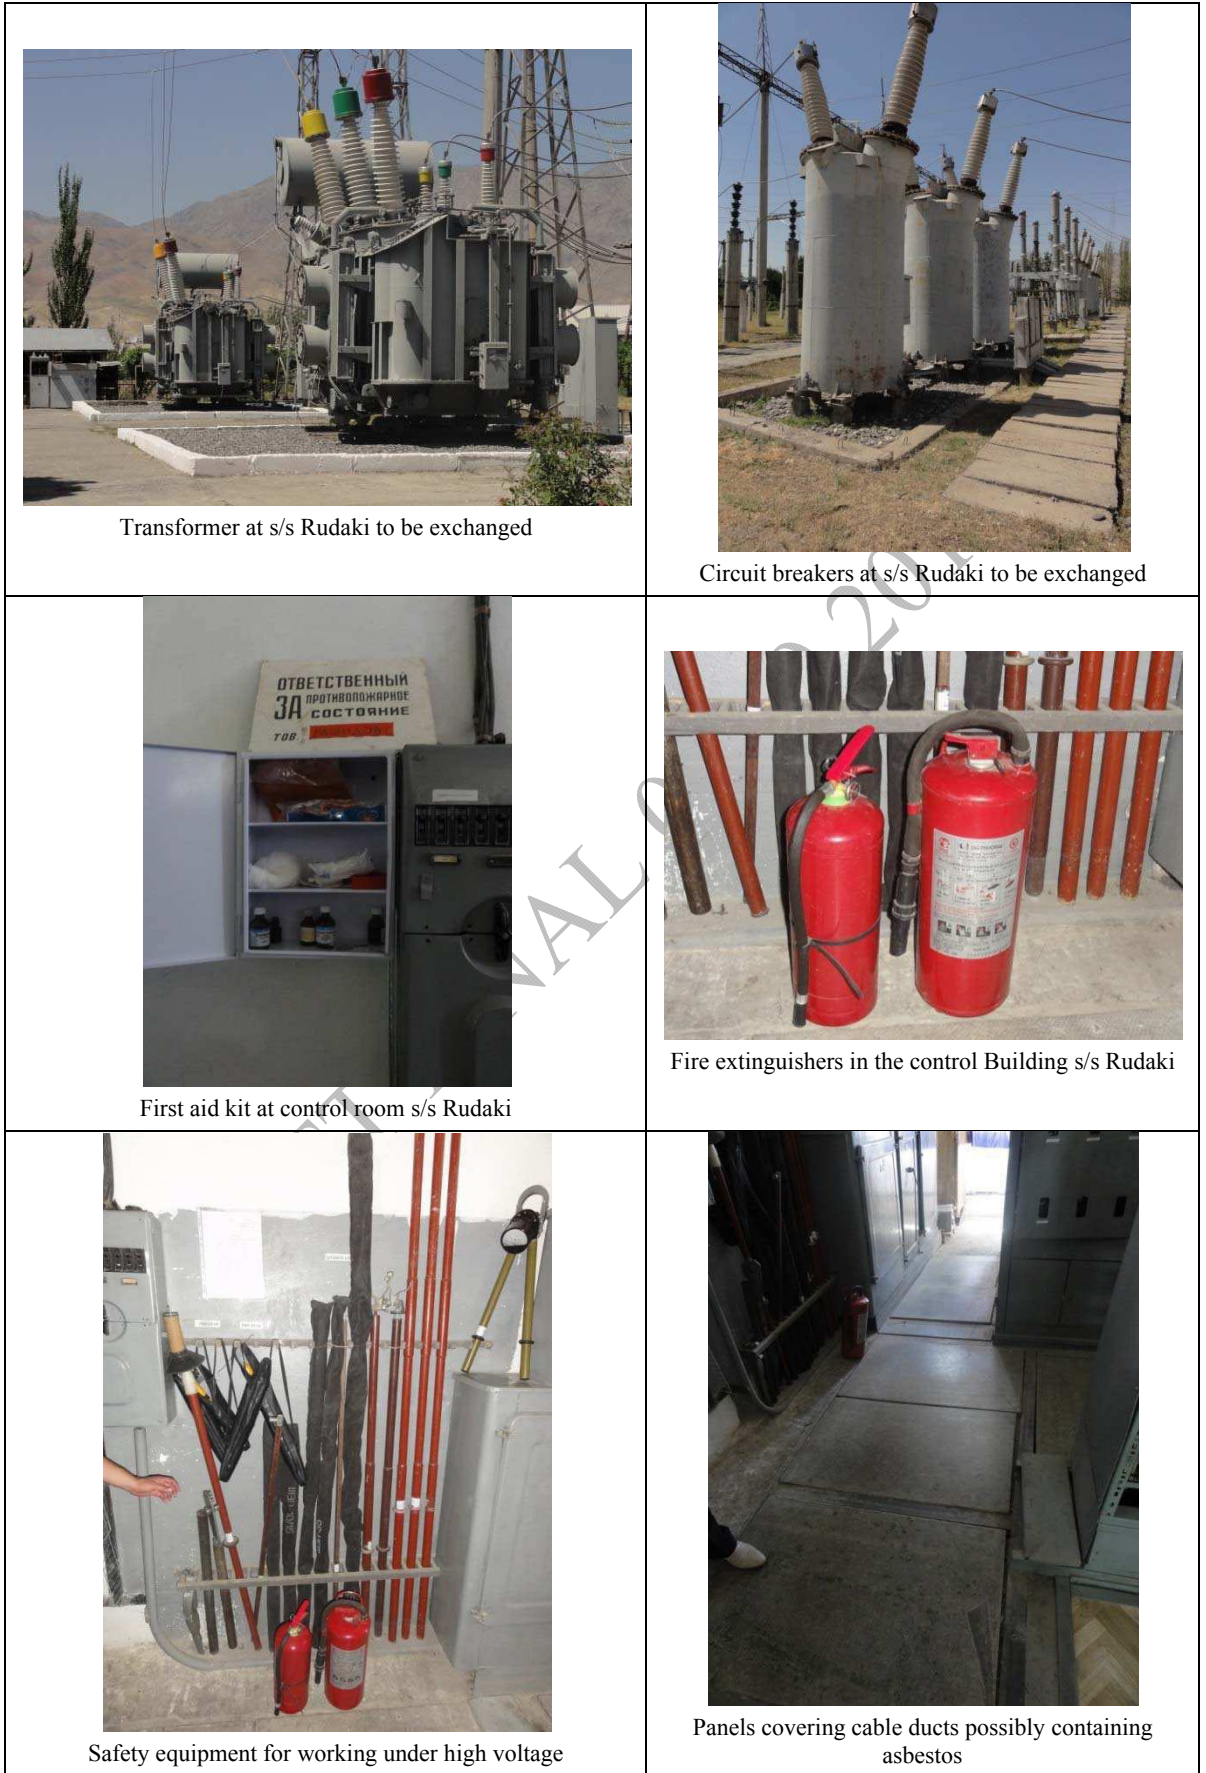 Transformer at s/s Rudaki to be exchanged
Circuit breakers at s/s Rudaki to be exchanged
ОТВЕТСТВЕННЫЙ
ЗА ПРОТИВОПОЖАРНОЕ
СОСТОЯНИЕ
ТОВ.
First aid kit at control room s/s Rudaki
Fire extinguishers in the control Building s/s Rudaki
Safety equipment for working under high voltage
Panels covering cable ducts possibly containing
asbestos